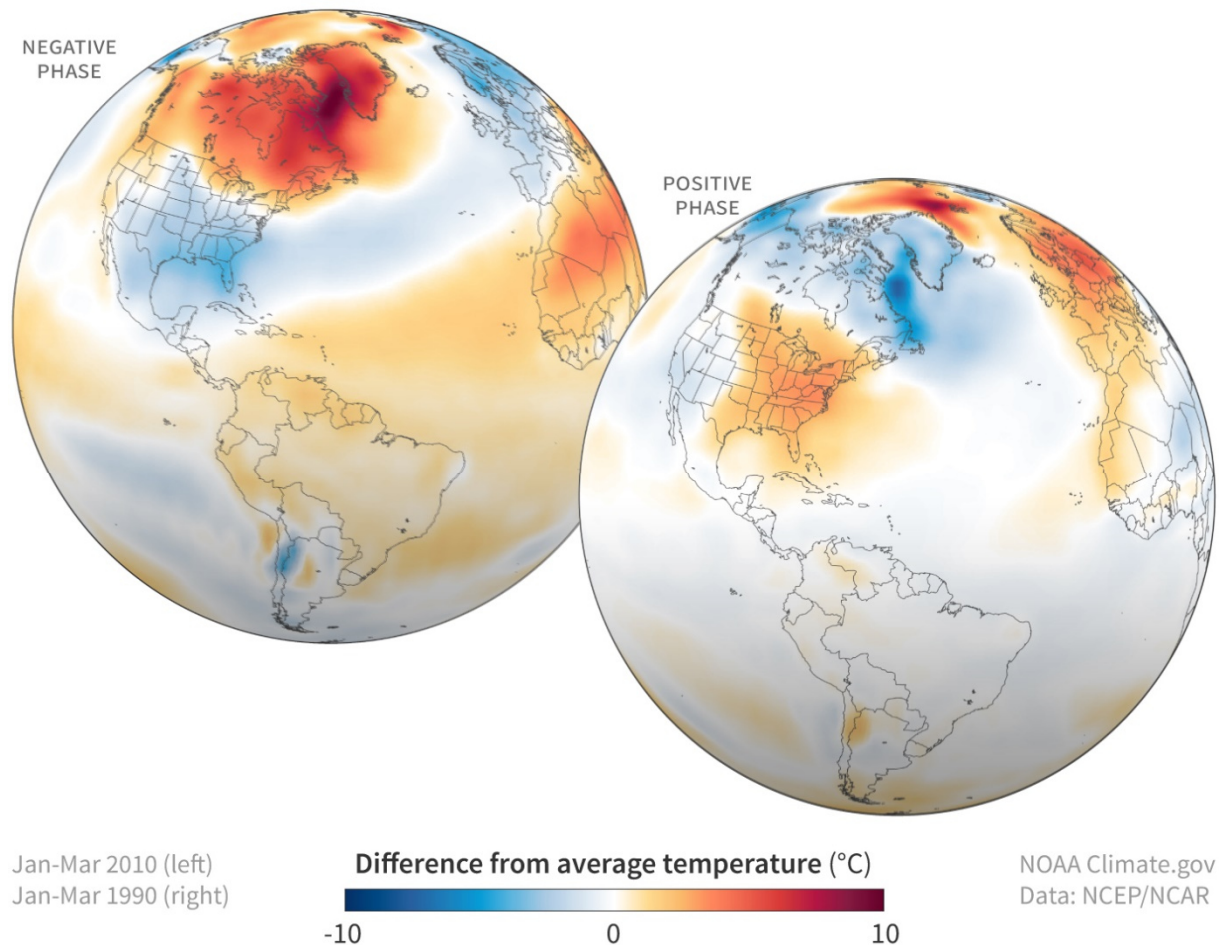 NEGATIVE
PHASE
POSITIVE
PHASE
Jan-Mar 2010 (left)
Jan-Mar 1990 (right)
Difference from average temperature (°C)
-10
0
10
NOAA Climate.gov
Data: NCEP/NCAR